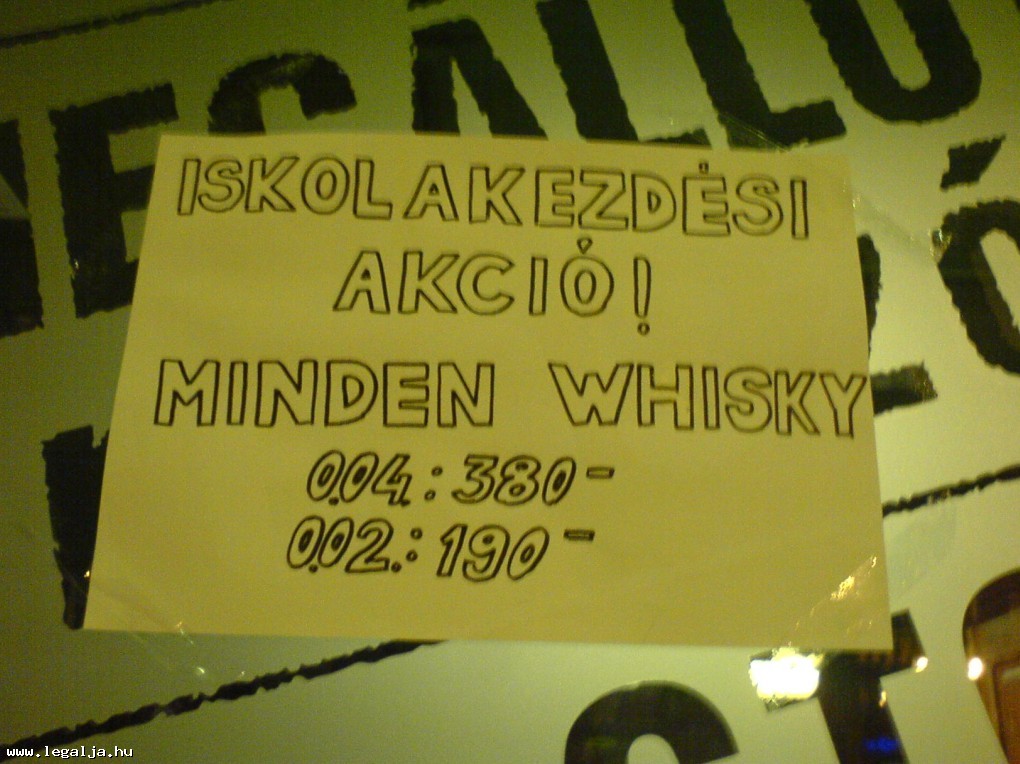 ISKOLAKEZDÉSI
AKCIÓ!
MINDEN WHISKY
0.04.: 380-
0.02.: 190-
www.legalja.hu